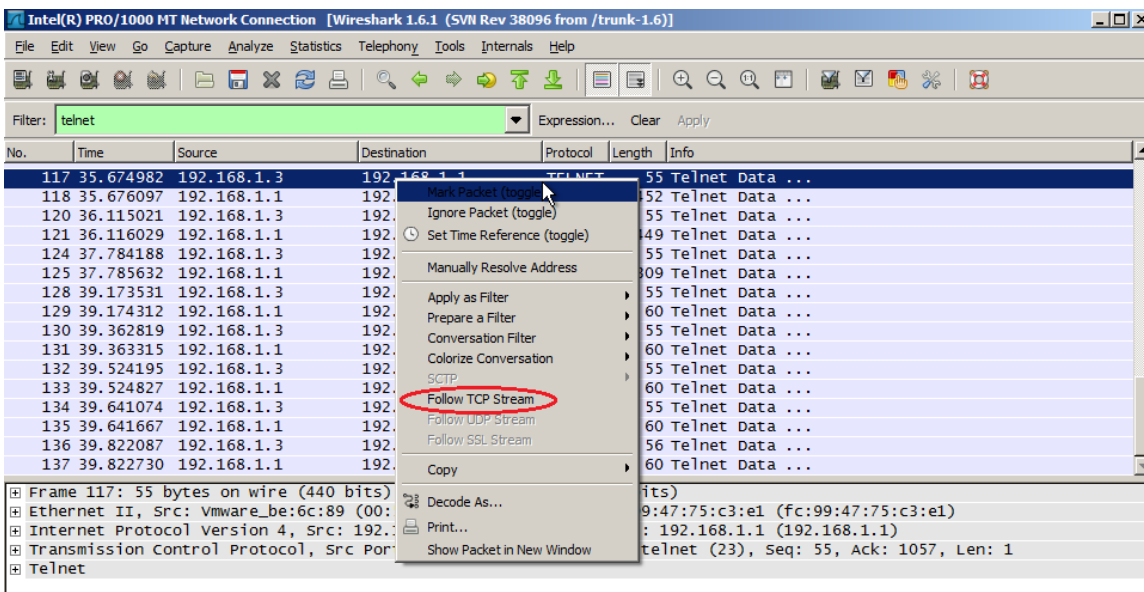 Intel(R) PRO/1000 MT Network Connection [Wireshark 1.6.1 (SVN Rev 38096 from /trunk-1.6)]
File Edit View Go Capture Analyze Statistics Telephony Tools Internals Help
Filter: telnet Expression... Clear Apply
No. Time Source Destination Protocol Length Info
117 35.674982 192.168.1.3 192.168.1.1 TELNET 55 Telnet Data ...
118 35.676097 192.168.1.1 192. 52 Telnet Data ...
120 36.115021 192.168.1.3 192. 55 Telnet Data ...
121 36.116029 192.168.1.1 192. 49 Telnet Data ...
124 37.784188 192.168.1.3 192. 55 Telnet Data ...
125 37.785632 192.168.1.1 192. 09 Telnet Data ...
128 39.173531 192.168.1.3 192. 55 Telnet Data ...
129 39.174312 192.168.1.1 192. 60 Telnet Data ...
130 39.362819 192.168.1.3 192. 55 Telnet Data ...
131 39.363315 192.168.1.1 192. 60 Telnet Data ...
132 39.524195 192.168.1.3 192. 55 Telnet Data ...
133 39.524827 192.168.1.1 192. 60 Telnet Data ...
134 39.641074 192.168.1.3 192. 55 Telnet Data ...
135 39.641667 192.168.1.1 192. 60 Telnet Data ...
136 39.822087 192.168.1.3 192. 56 Telnet Data ...
137 39.822730 192.168.1.1 192. 60 Telnet Data ...
Mark Packet (toggle)
Ignore Packet (toggle)
Set Time Reference (toggle)
Manually Resolve Address
Apply as Filter
Prepare a Filter
Conversation Filter
Colorize Conversation
SCTP
Follow TCP Stream
Follow UDP Stream
Follow SSL Stream
Copy
Decode As...
Print...
Show Packet in New Window
Frame 117: 55 bytes on wire (440 bits) its)
Ethernet II, Src: Vmware_be:6c:89 (00: 9:47:75:c3:e1 (fc:99:47:75:c3:e1)
Internet Protocol Version 4, Src: 192. : 192.168.1.1 (192.168.1.1)
Transmission Control Protocol, Src Por telnet (23), Seq: 55, Ack: 1057, Len: 1
Telnet